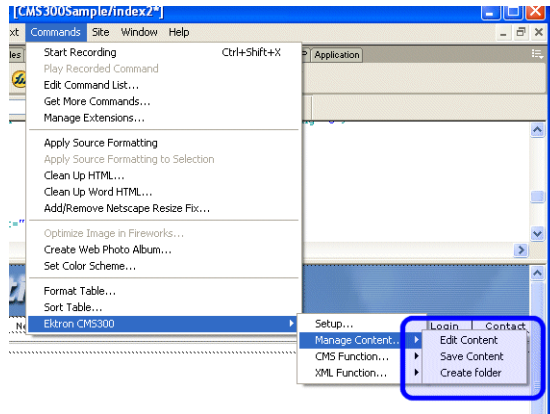 [CMS300Sample/index2*]
xt Commands Site Window Help
Start Recording Ctrl+Shift+X
Application
Play Recorded Command
Edit Command List...
Get More Commands...
Manage Extensions...
Apply Source Formatting
Apply Source Formatting to Selection
Clean Up HTML...
Clean Up Word HTML...
Add/Remove Netscape Resize Fix...
Optimize Image in Fireworks...
Create Web Photo Album...
Set Color Scheme...
Format Table...
Sort Table...
Ektron CMS300
Setup...
Login Contact
Manage Content...
Edit Content
CMS Function...
Save Content
XML Function...
Create folder